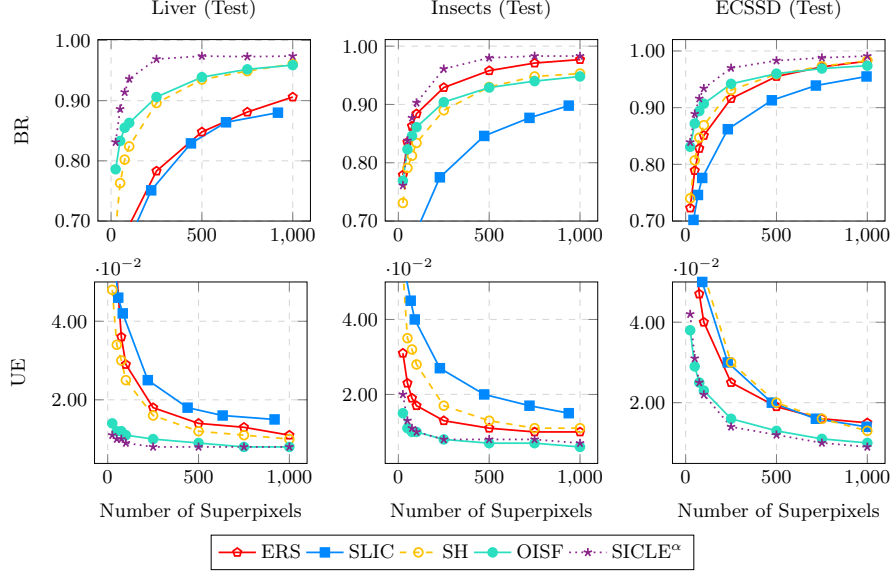 Liver (Test) Insects (Test) ECSSD (Test)
BR
1.00 1.00 1.00
0.90 0.90 0.90
0.80 0.80 0.80
0.70 0.70 0.70
0 500 1,000 0 500 1,000 0 500 1,000
·10⁻² ·10⁻² ·10⁻²
UE
4.00 4.00 4.00
2.00 2.00 2.00
0 500 1,000 0 500 1,000 0 500 1,000
Number of Superpixels Number of Superpixels Number of Superpixels
ERS SLIC SH OISF SICLE^α